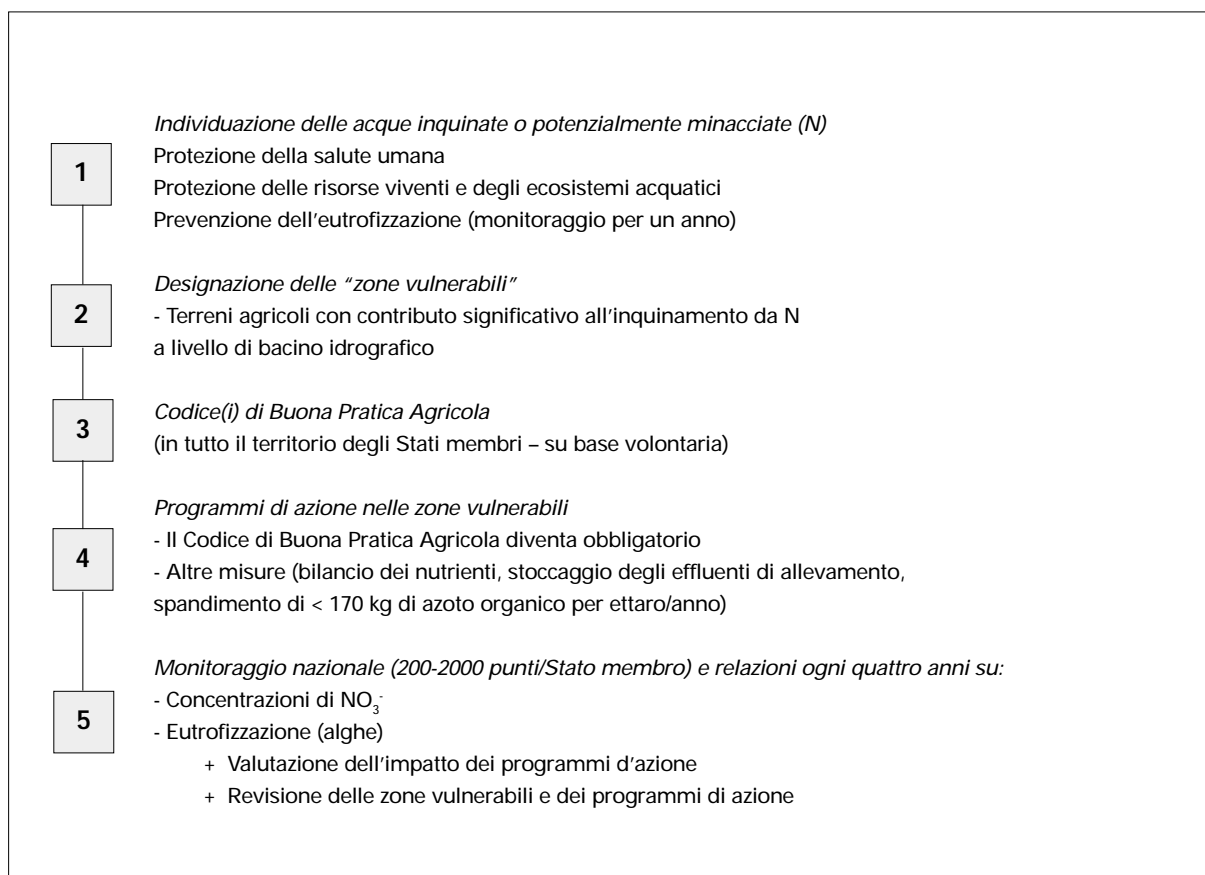 1
Individuazione delle acque inquinate o potenzialmente minacciate (N)
Protezione della salute umana
Protezione delle risorse viventi e degli ecosistemi acquatici
Prevenzione dell'eutrofizzazione (monitoraggio per un anno)
2
Designazione delle “zone vulnerabili”
- Terreni agricoli con contributo significativo all'inquinamento da N
a livello di bacino idrografico
3
Codice(i) di Buona Pratica Agricola
(in tutto il territorio degli Stati membri – su base volontaria)
4
Programmi di azione nelle zone vulnerabili
- Il Codice di Buona Pratica Agricola diventa obbligatorio
- Altre misure (bilancio dei nutrienti, stoccaggio degli effluenti di allevamento,
spandimento di < 170 kg di azoto organico per ettaro/anno)
5
Monitoraggio nazionale (200-2000 punti/Stato membro) e relazioni ogni quattro anni su:
- Concentrazioni di NO₃⁻
- Eutrofizzazione (alghe)
+ Valutazione dell'impatto dei programmi d'azione
+ Revisione delle zone vulnerabili e dei programmi di azione